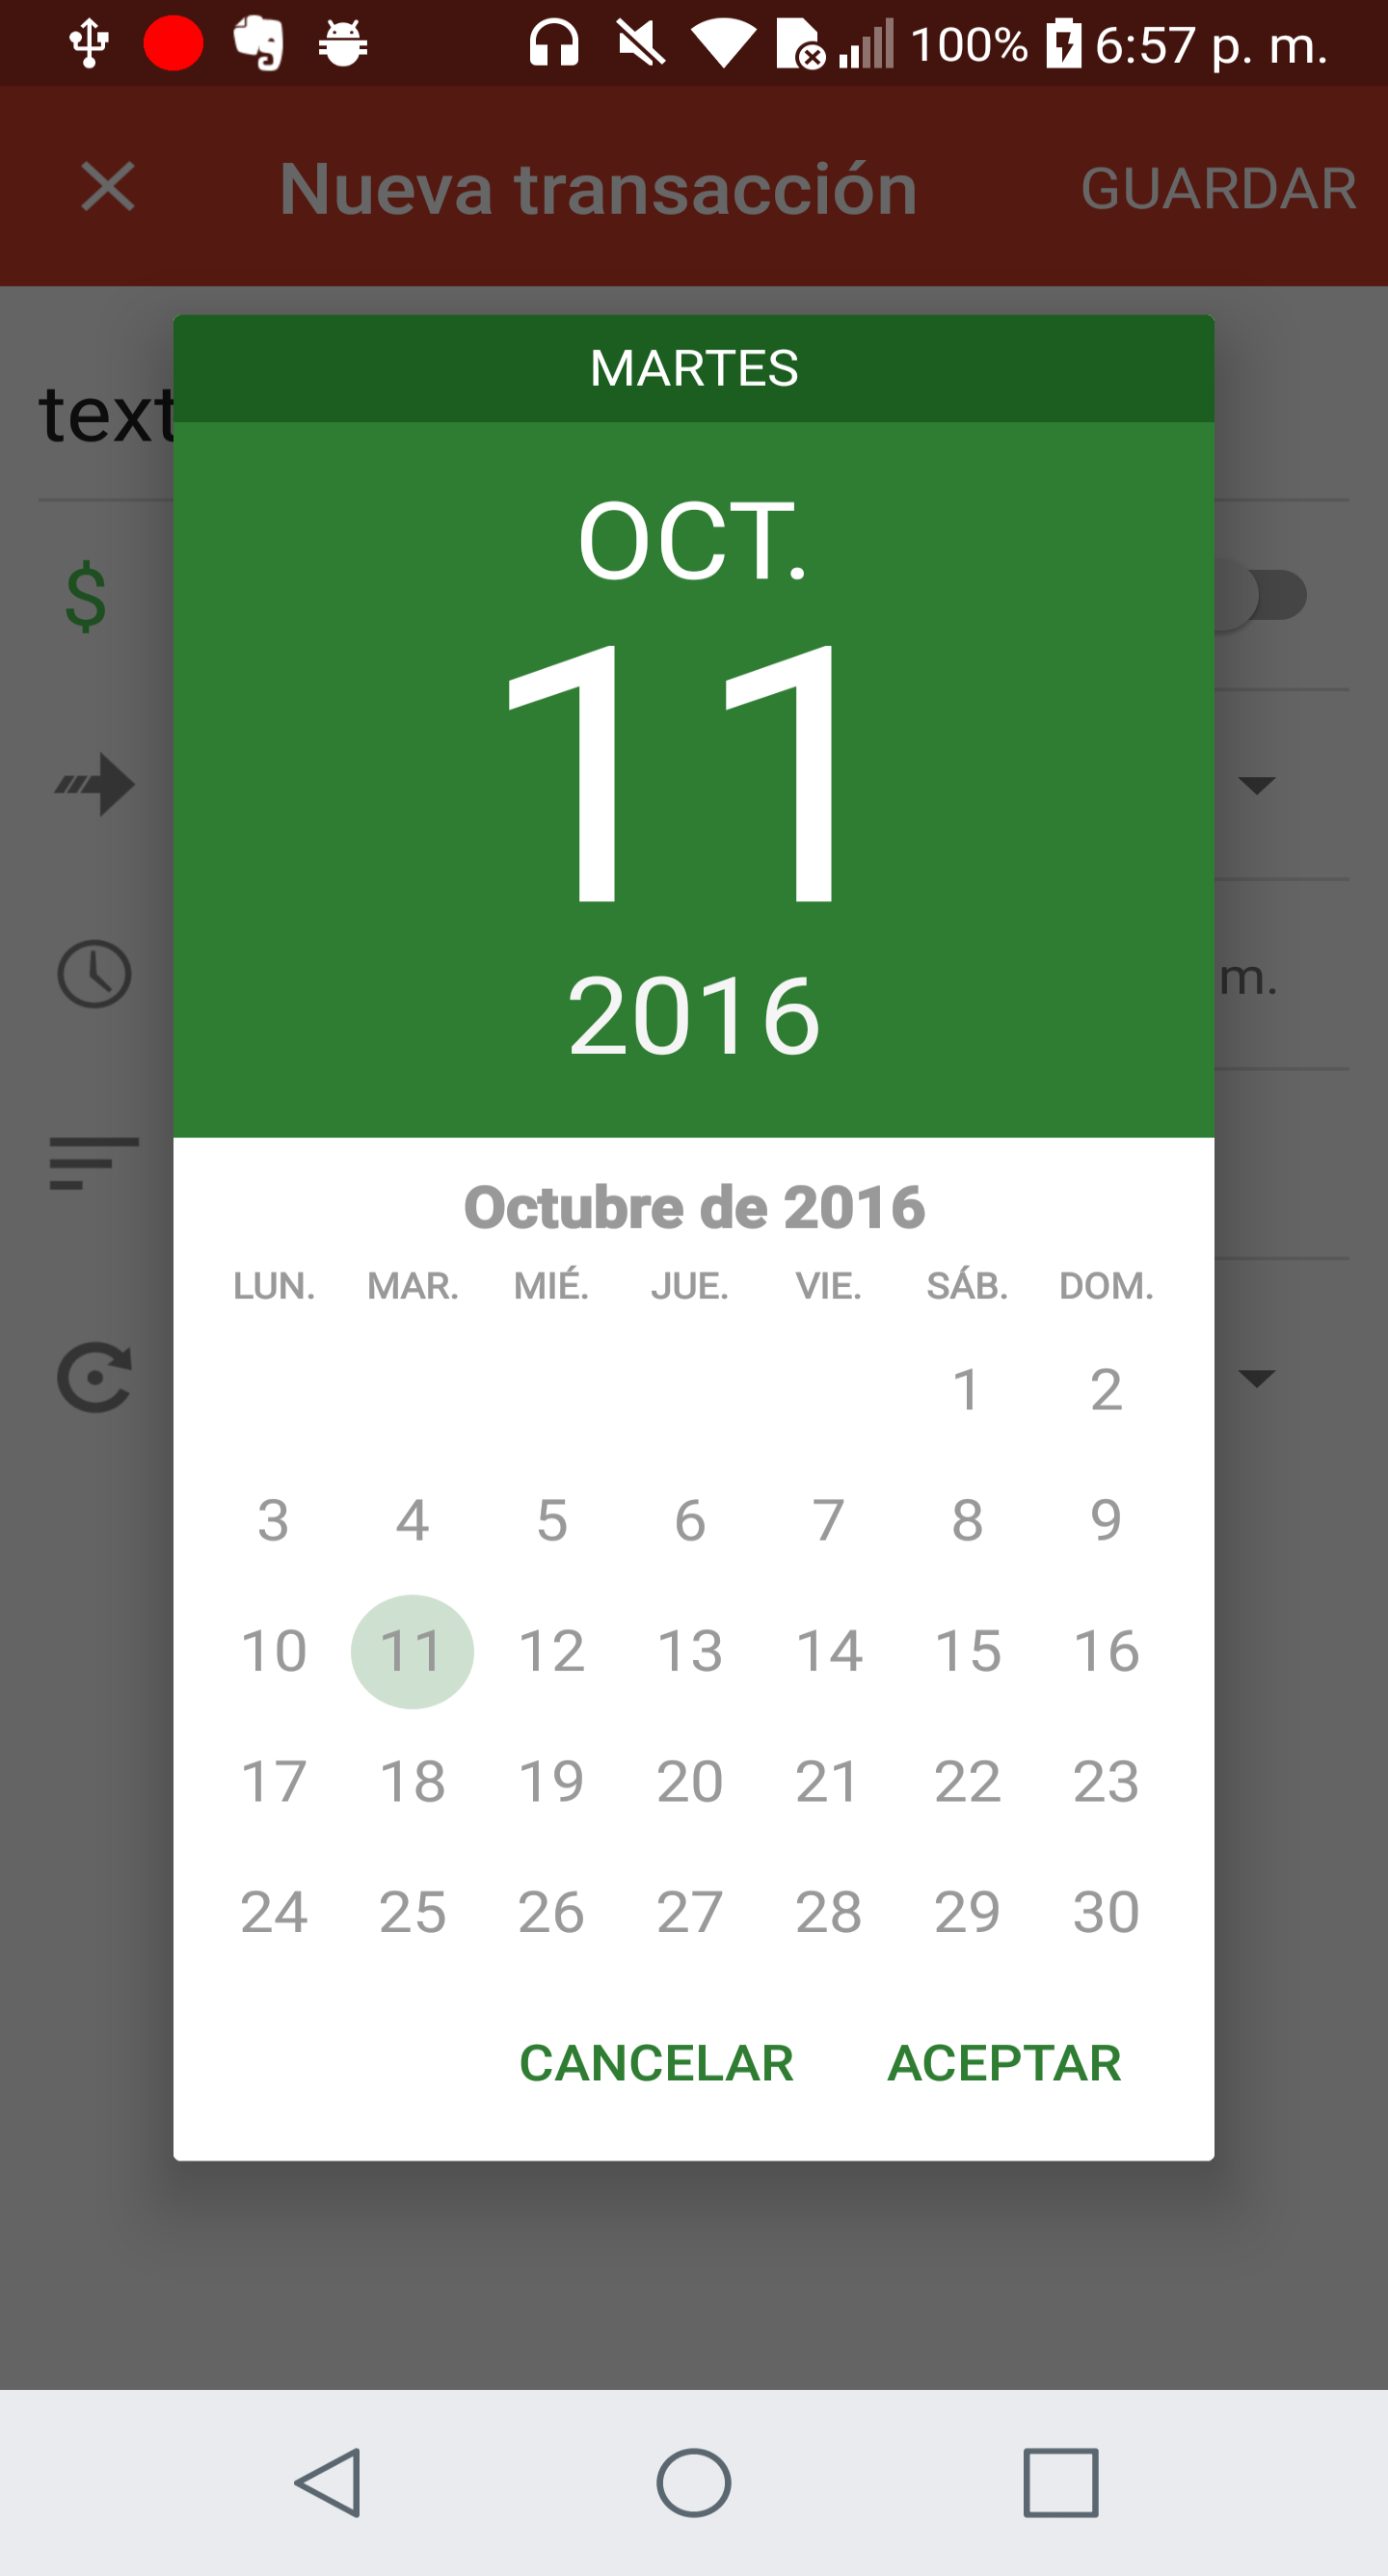 100% 6:57 p. m.
Nueva transacción GUARDAR
MARTES
text
OCT.
$
11
m.
2016
Octubre de 2016
LUN. MAR. MIÉ. JUE. VIE. SÁB. DOM.
1 2
3 4 5 6 7 8 9
10 11 12 13 14 15 16
17 18 19 20 21 22 23
24 25 26 27 28 29 30
CANCELAR ACEPTAR